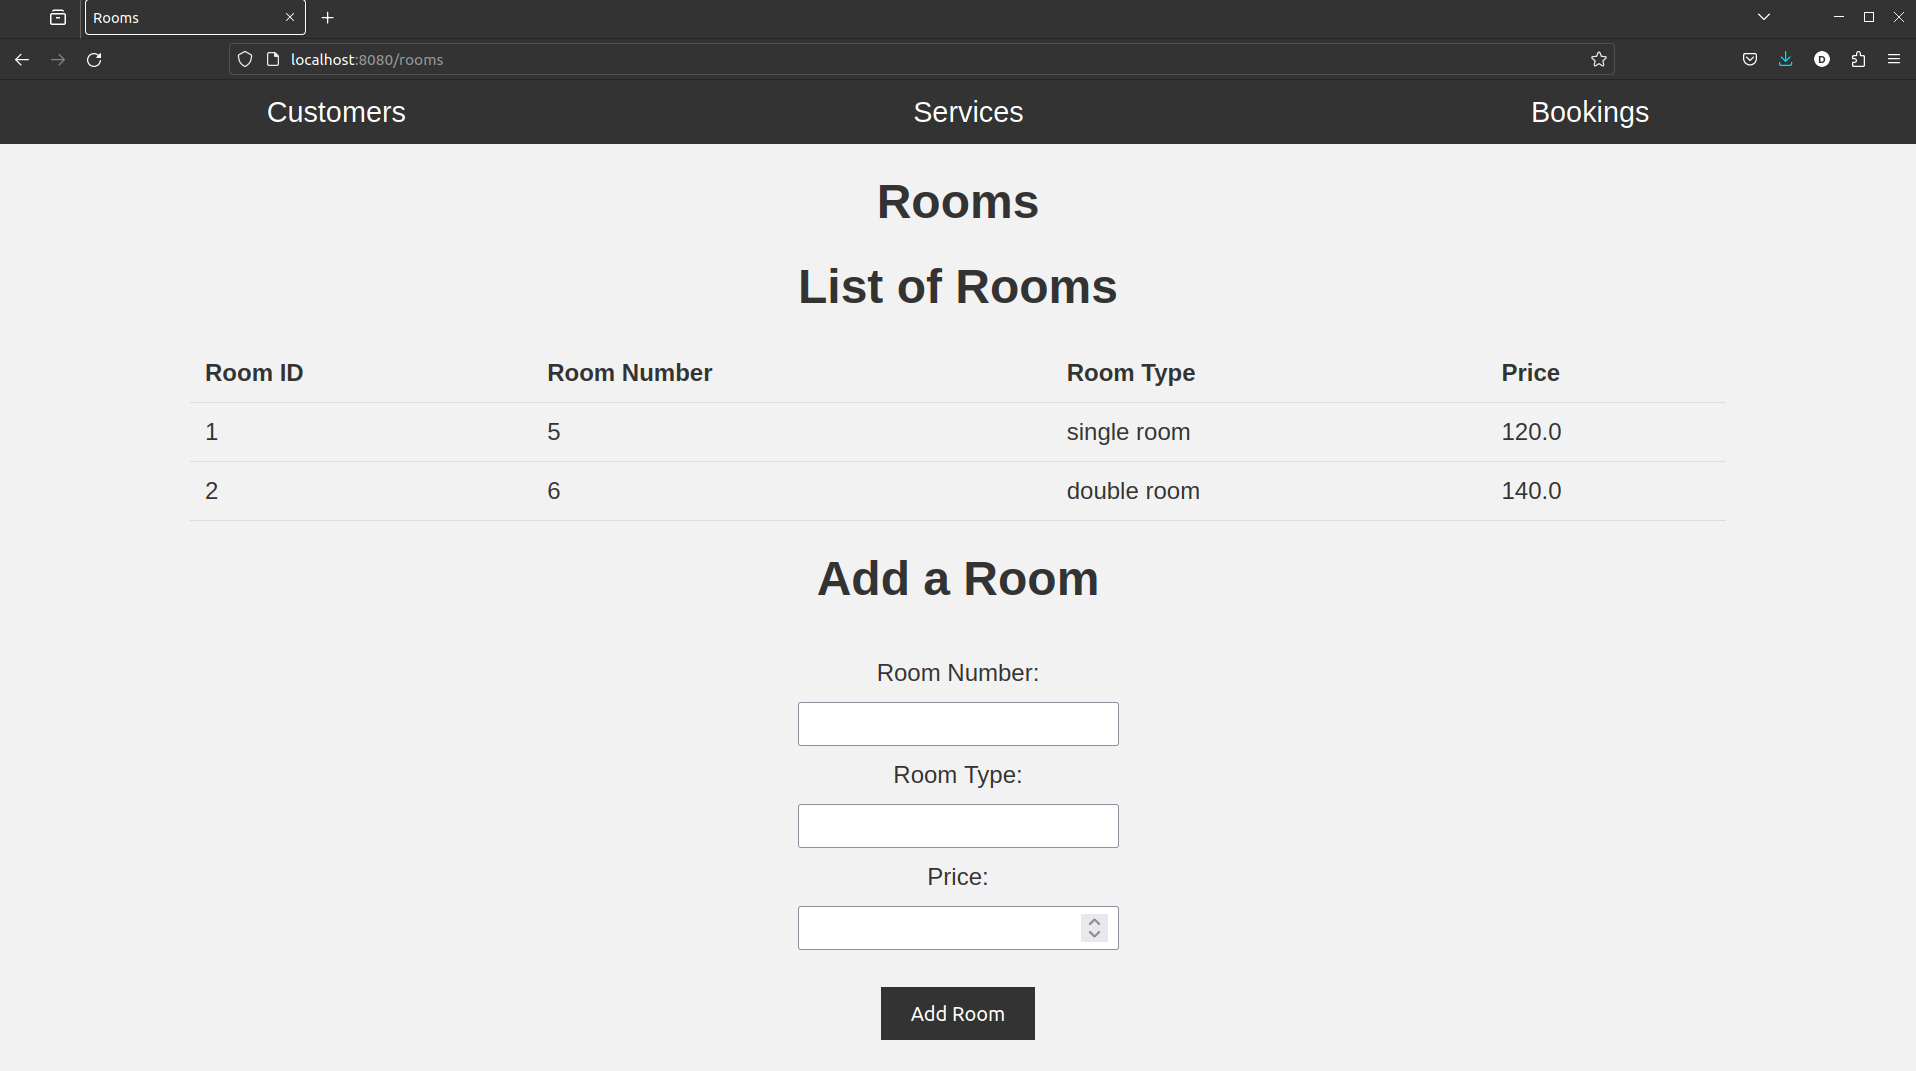 Rooms
localhost:8080/rooms
Customers Services Bookings
Rooms
List of Rooms
Room ID Room Number Room Type Price
1 5 single room 120.0
2 6 double room 140.0
Add a Room
Room Number:
Room Type:
Price:
Add Room